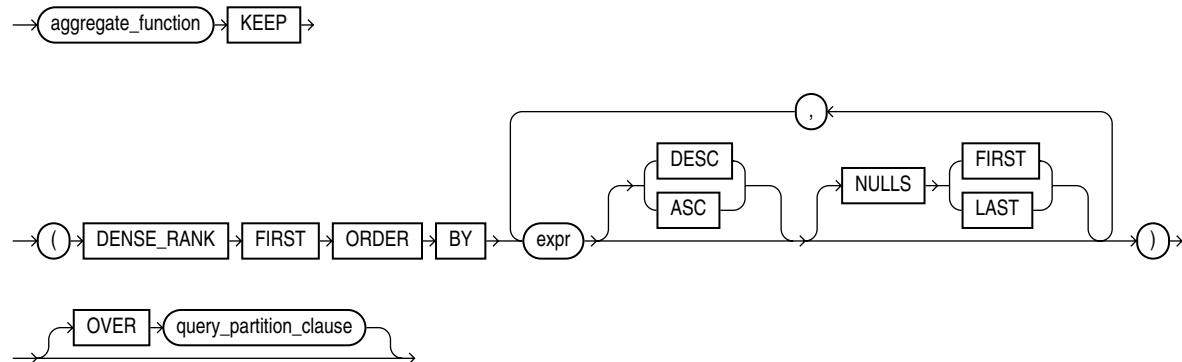 aggregate_function KEEP
,
DESC FIRST
NULLS
ASC LAST
( DENSE_RANK FIRST ORDER BY expr )
OVER query_partition_clause